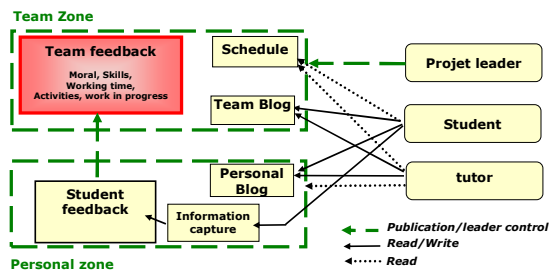 Team Zone
Team feedback
Moral, Skills,
Working time,
Activities, work in progress
Schedule
Team Blog
Projet leader
Student
tutor
Personal
Blog
Student
feedback
Information
capture
Publication/leader control
Read/Write
Read
Personal zone